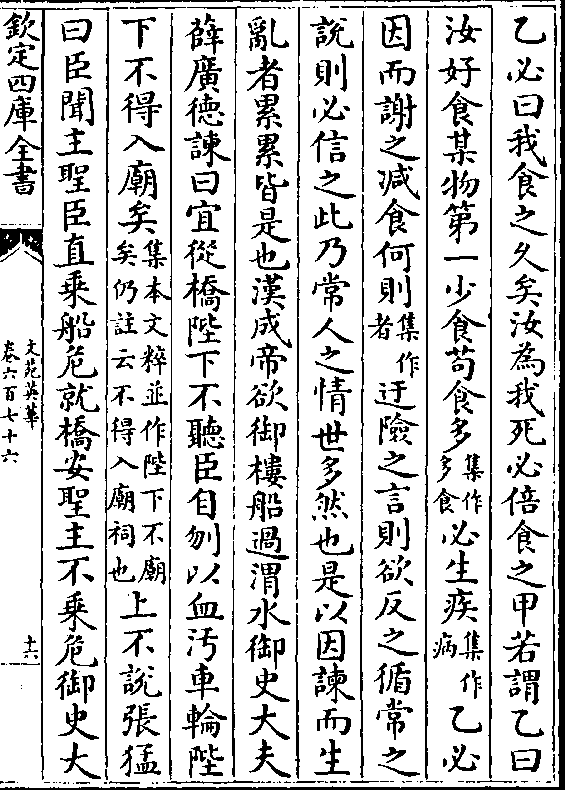 乙必曰我食之久矣汝為我死必倍食之甲若謂乙曰
汝好食某物第一少食苟食多集作多食必生疾集作病乙必
因而謝之減食何則集作者迂險之言則欲反之循常之
說則必信之此乃常人之情世多然也是以因諫而生
亂者累累皆是也漢成帝欲御樓船過渭水御史大夫
薛廣德諫曰宜從橋陛下不聽臣自刎以血汚車輪陛
下不得入廟矣集本文粹並作陛下不廟矣仍註云不得入廟祠也上不說張猛
曰臣聞主聖臣直乘船危就橋安聖主不乘危御史大
欽定四庫全書
文苑英華
卷六百七十六
十六